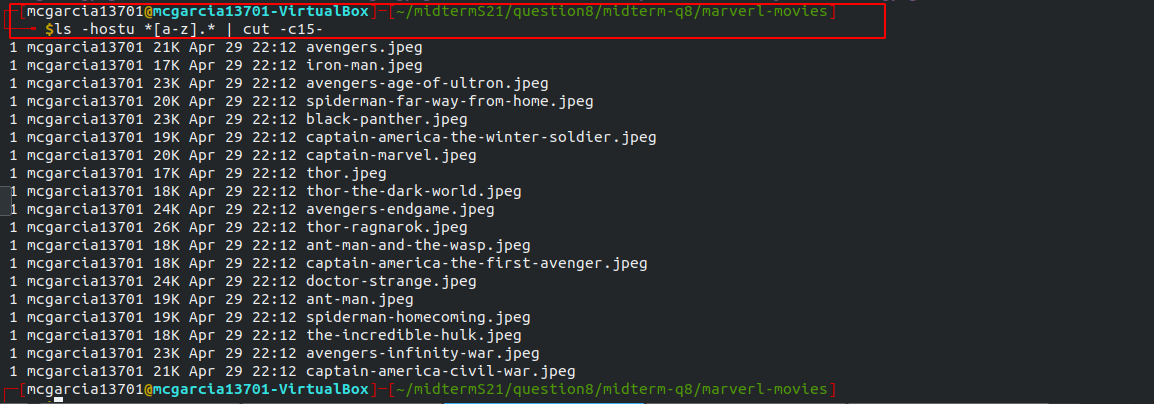 [mcgarcia13701@mcgarcia13701-VirtualBox]-[~/midtermS21/question8/midterm-q8/marverl-movies]
$ls -hostu *[a-z].* | cut -c15-
1 mcgarcia13701 21K Apr 29 22:12 avengers.jpeg
1 mcgarcia13701 17K Apr 29 22:12 iron-man.jpeg
1 mcgarcia13701 23K Apr 29 22:12 avengers-age-of-ultron.jpeg
1 mcgarcia13701 20K Apr 29 22:12 spiderman-far-way-from-home.jpeg
1 mcgarcia13701 23K Apr 29 22:12 black-panther.jpeg
1 mcgarcia13701 19K Apr 29 22:12 captain-america-the-winter-soldier.jpeg
1 mcgarcia13701 20K Apr 29 22:12 captain-marvel.jpeg
1 mcgarcia13701 17K Apr 29 22:12 thor.jpeg
1 mcgarcia13701 18K Apr 29 22:12 thor-the-dark-world.jpeg
1 mcgarcia13701 24K Apr 29 22:12 avengers-endgame.jpeg
1 mcgarcia13701 26K Apr 29 22:12 thor-ragnarok.jpeg
1 mcgarcia13701 18K Apr 29 22:12 ant-man-and-the-wasp.jpeg
1 mcgarcia13701 18K Apr 29 22:12 captain-america-the-first-avenger.jpeg
1 mcgarcia13701 24K Apr 29 22:12 doctor-strange.jpeg
1 mcgarcia13701 19K Apr 29 22:12 ant-man.jpeg
1 mcgarcia13701 19K Apr 29 22:12 spiderman-homecoming.jpeg
1 mcgarcia13701 18K Apr 29 22:12 the-incredible-hulk.jpeg
1 mcgarcia13701 23K Apr 29 22:12 avengers-infinity-war.jpeg
1 mcgarcia13701 21K Apr 29 22:12 captain-america-civil-war.jpeg
[mcgarcia13701@mcgarcia13701-VirtualBox]-[~/midtermS21/question8/midterm-q8/marverl-movies]